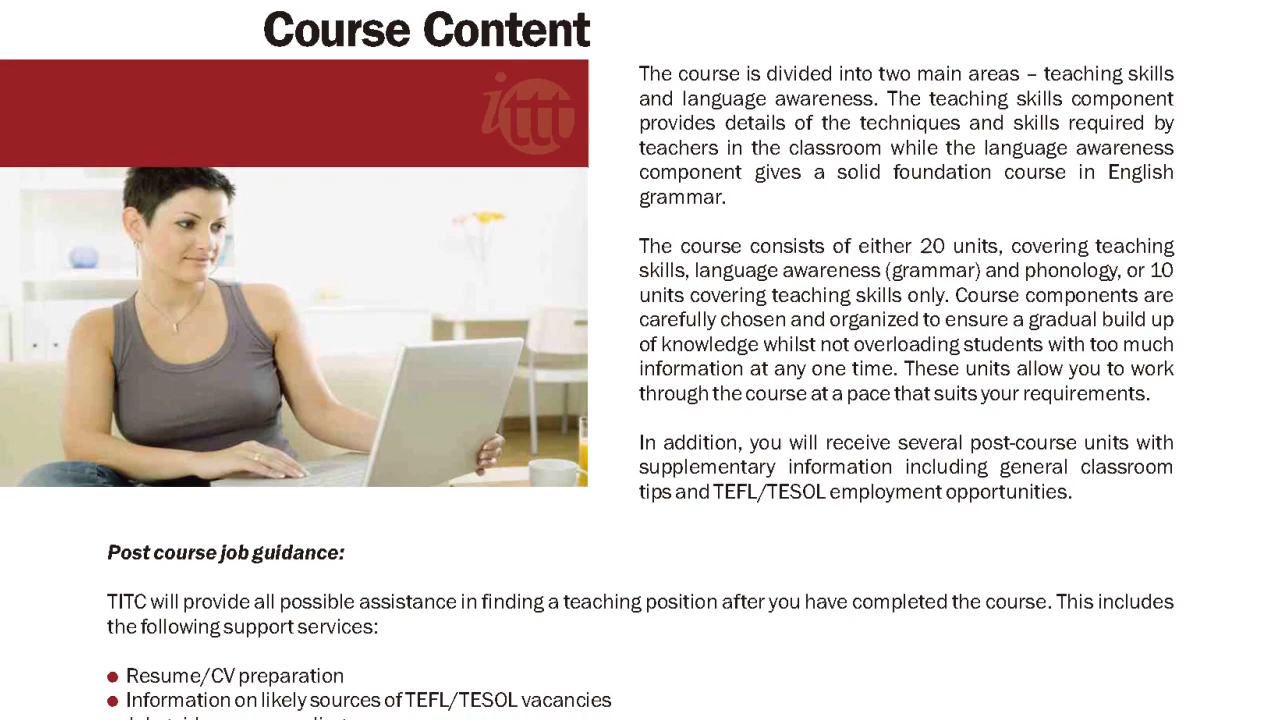 Course Content
ittt
The course is divided into two main areas – teaching skills
and language awareness. The teaching skills component
provides details of the techniques and skills required by
teachers in the classroom while the language awareness
component gives a solid foundation course in English
grammar.
The course consists of either 20 units, covering teaching
skills, language awareness (grammar) and phonology, or 10
units covering teaching skills only. Course components are
carefully chosen and organized to ensure a gradual build up
of knowledge whilst not overloading students with too much
information at any one time. These units allow you to work
through the course at a pace that suits your requirements.
In addition, you will receive several post-course units with
supplementary information including general classroom
tips and TEFL/TESOL employment opportunities.
Post course job guidance:
TITC will provide all possible assistance in finding a teaching position after you have completed the course. This includes
the following support services:
● Resume/CV preparation
● Information on likely sources of TEFL/TESOL vacancies